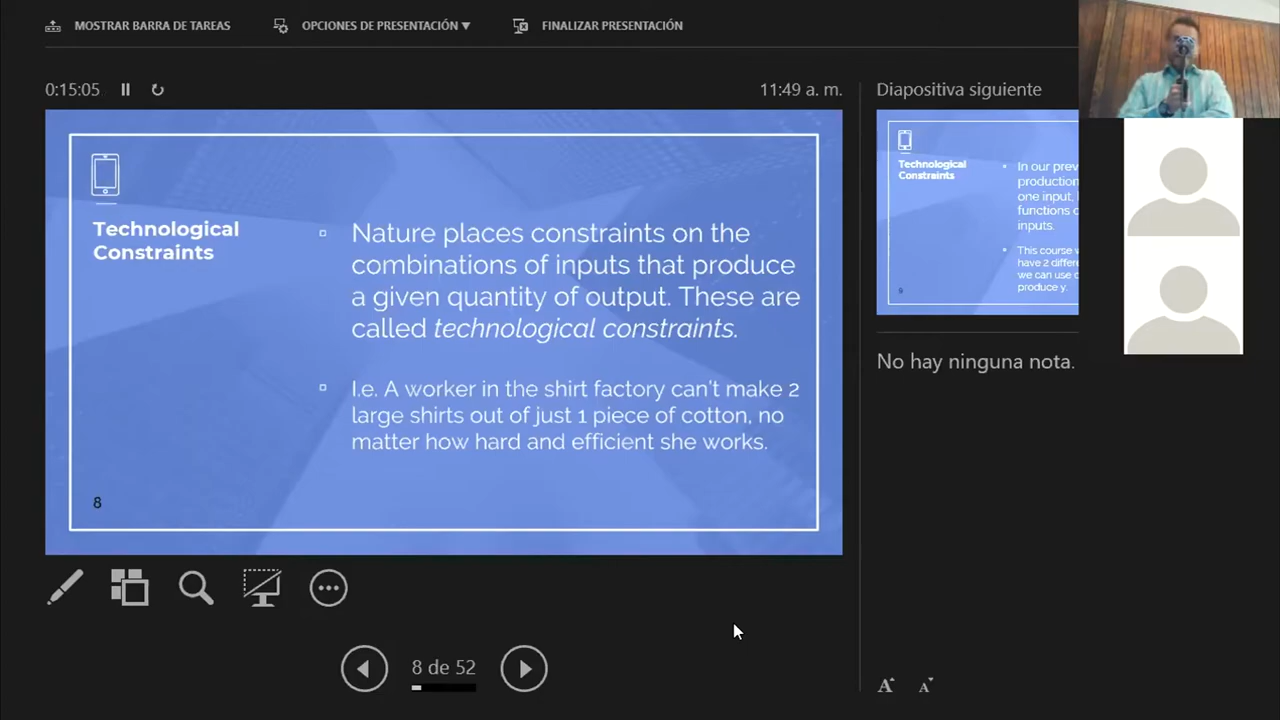 MOSTRAR BARRA DE TAREAS
OPCIONES DE PRESENTACIÓN ▼
FINALIZAR PRESENTACIÓN
0:15:05
11:49 a. m.
Technological
Constraints
Nature places constraints on the
combinations of inputs that produce
a given quantity of output. These are
called technological constraints.
I.e. A worker in the shirt factory can't make 2
large shirts out of just 1 piece of cotton, no
matter how hard and efficient she works.
8
8 de 52
Diapositiva siguiente
Technological
Constraints
In our prev
production
one input,
functions o
inputs.
This course w
have 2 differe
we can use o
produce y.
9
No hay ninguna nota.
A A